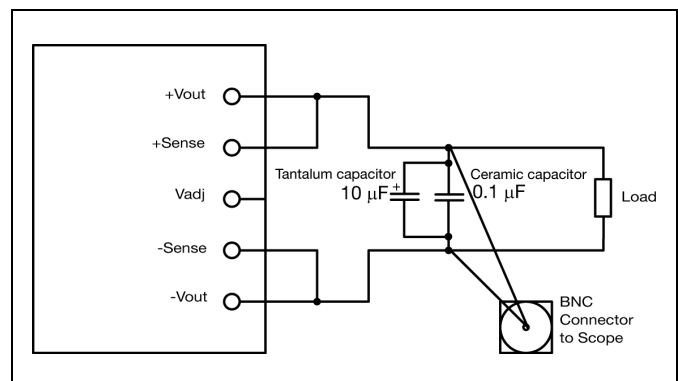 +Vout
+Sense
Vadj
-Sense
-Vout
Tantalum capacitor
10 μF
+
Ceramic capacitor
0.1 μF
Load
BNC
Connector
to Scope